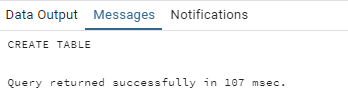 Data Output Messages Notifications
CREATE TABLE
Query returned successfully in 107 msec.